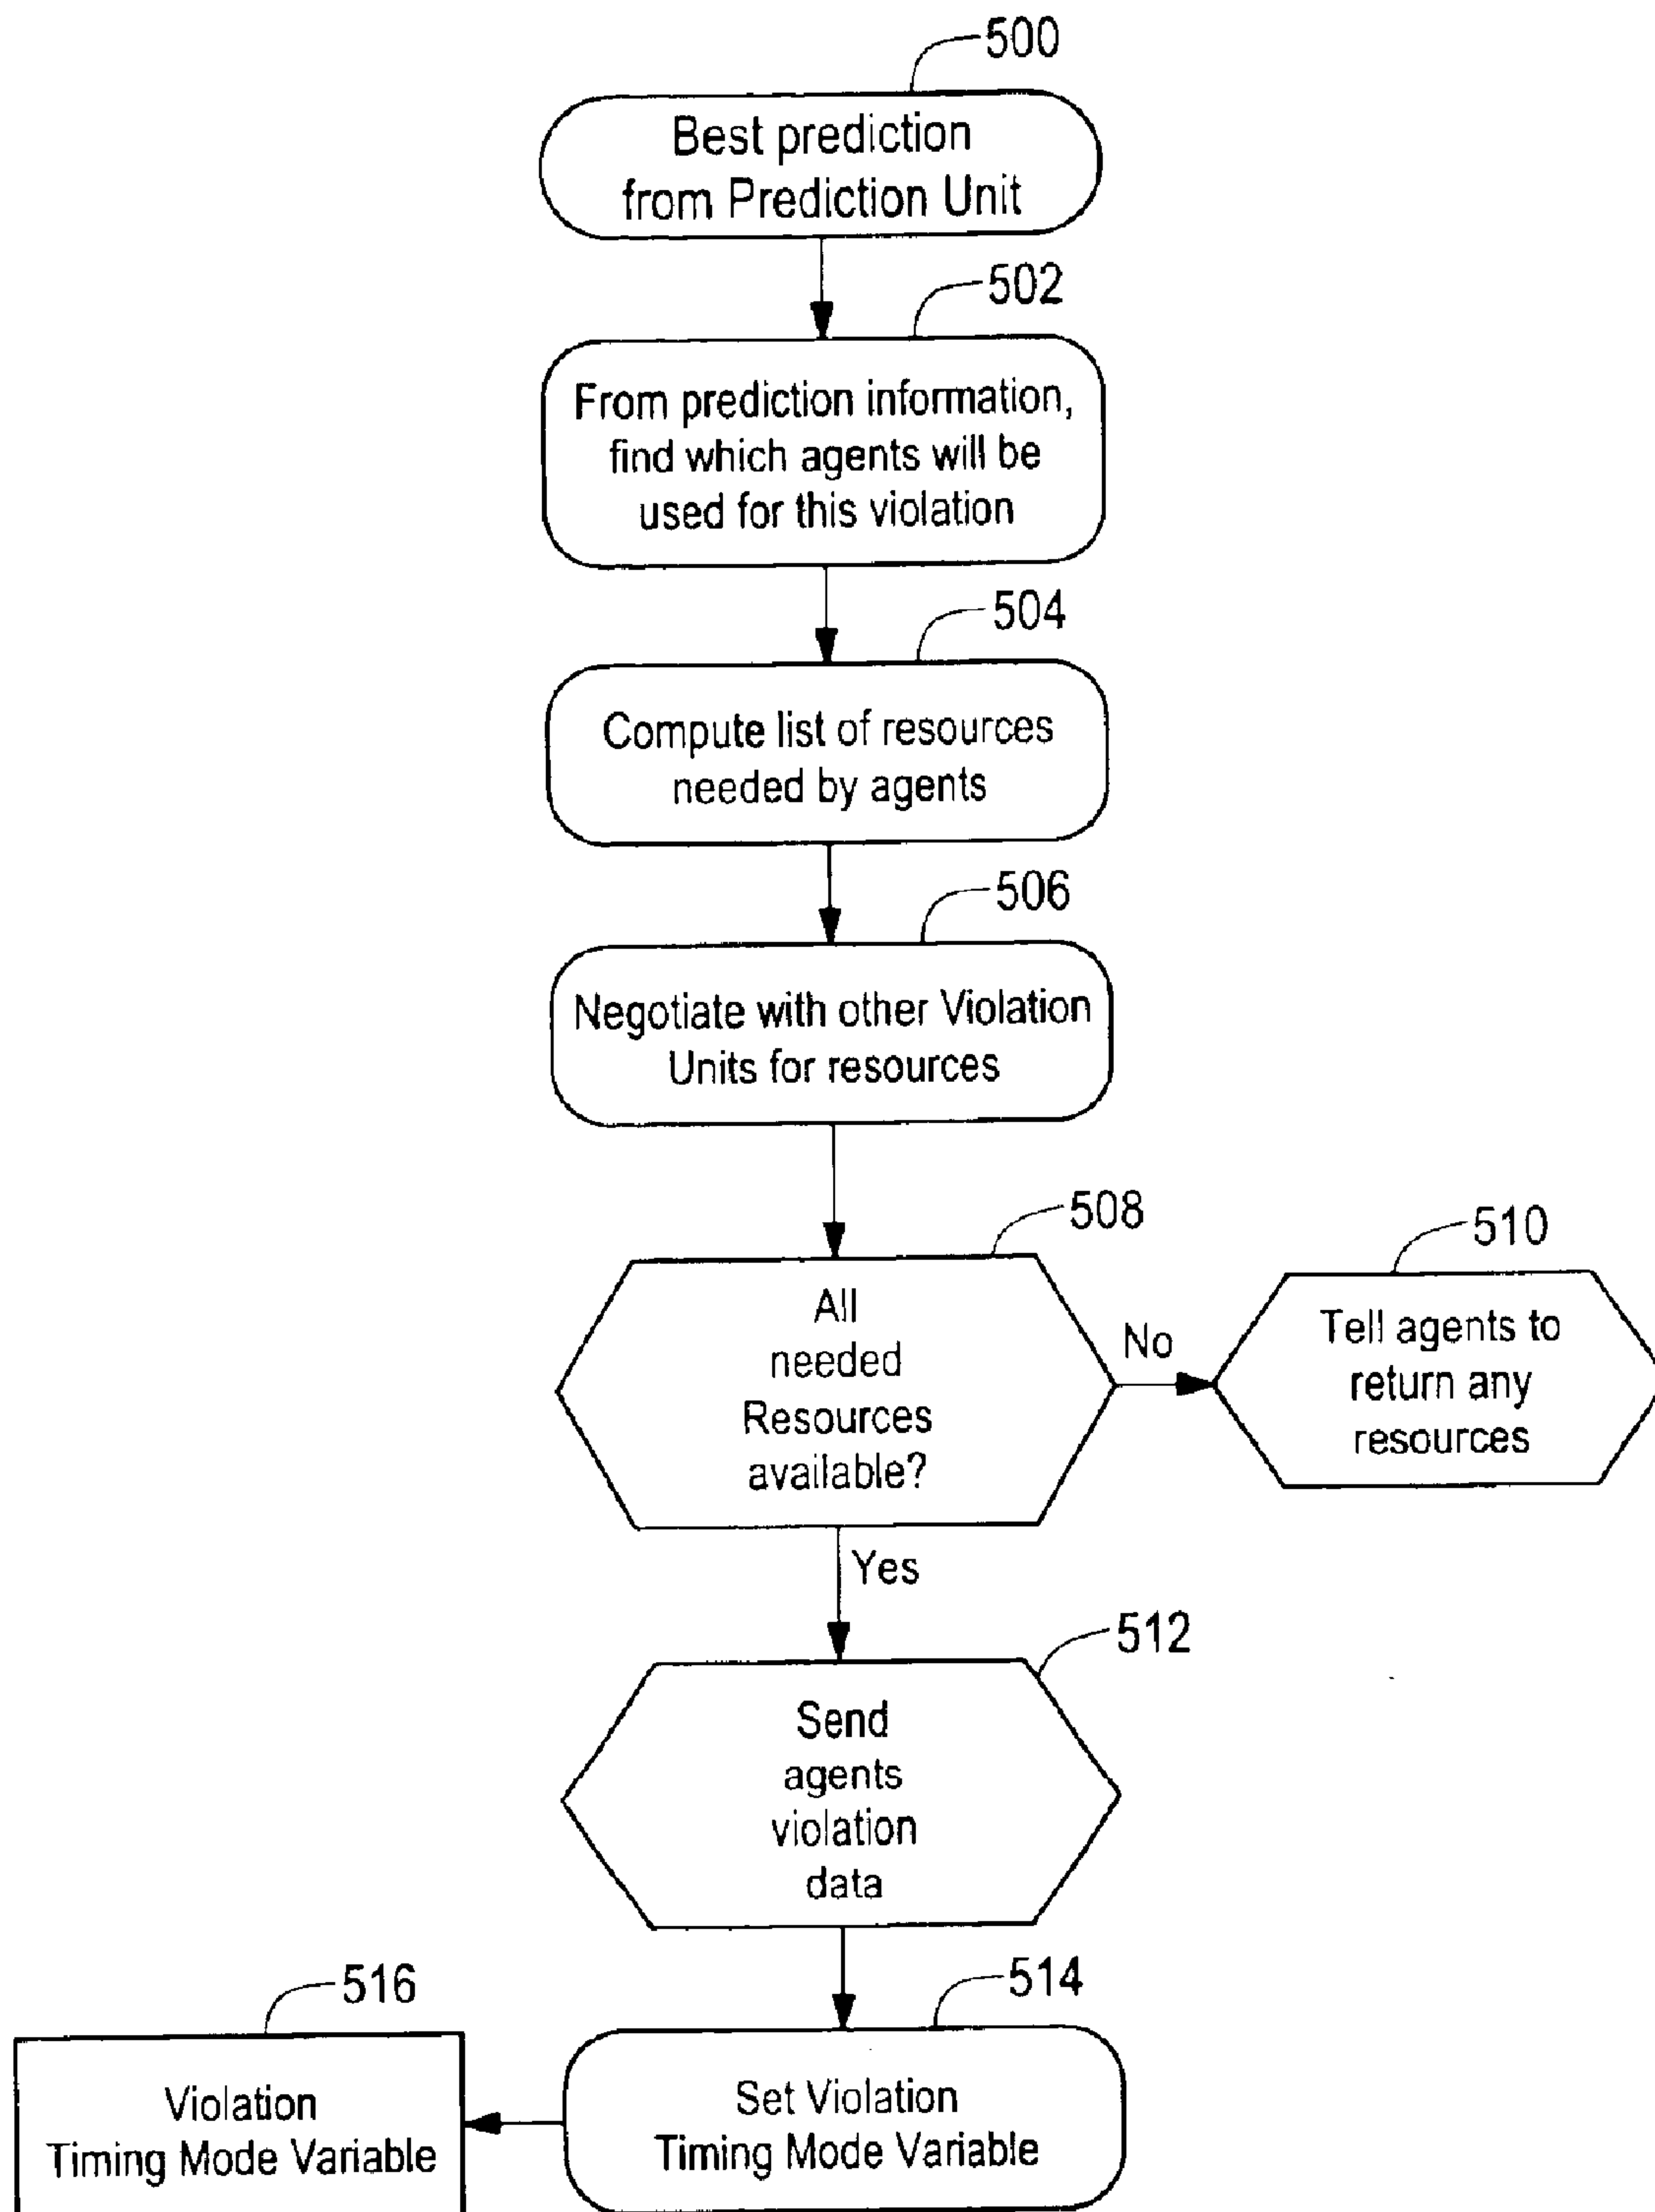 500
Best prediction
from Prediction Unit
502
From prediction information,
find which agents will be
used for this violation
504
Compute list of resources
needed by agents
506
Negotiate with other Violation
Units for resources
508
All
needed
Resources
available?
No
510
Tell agents to
return any
resources
Yes
512
Send
agents
violation
data
514
Set Violation
Timing Mode Variable
516
Violation
Timing Mode Variable